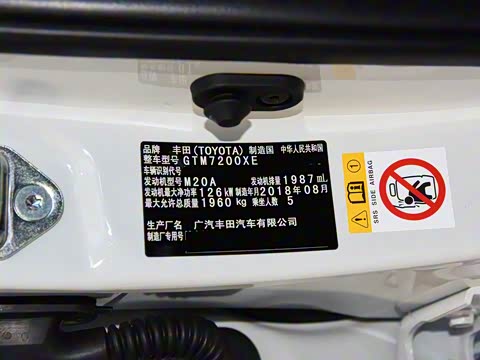 品牌 丰田(TOYOTA) 制造国 中华人民共和国
整车型号 GTM7200XE
车辆识别代号
发动机型号 M20A 发动机排量 1987 mL
发动机最大净功率 126 kW 制造年月 2018年08月
最大允许总质量 1960 kg 乘坐人数 5
生产厂名 广汽丰田汽车有限公司
制造厂专用号
SRS SIDE AIRBAG